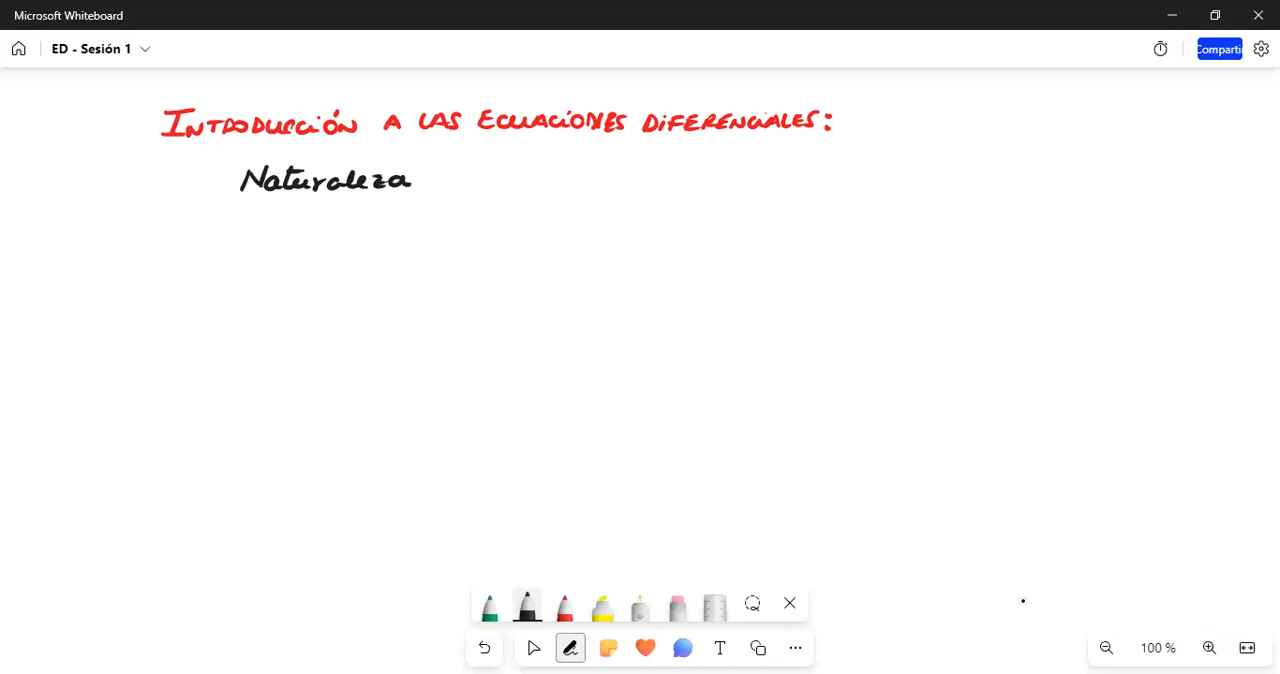 Microsoft Whiteboard
ED - Sesión 1
Compartir
INTRODUCCIÓN A LAS ECUACIONES DIFERENCIALES:
Naturaleza
T
100 %